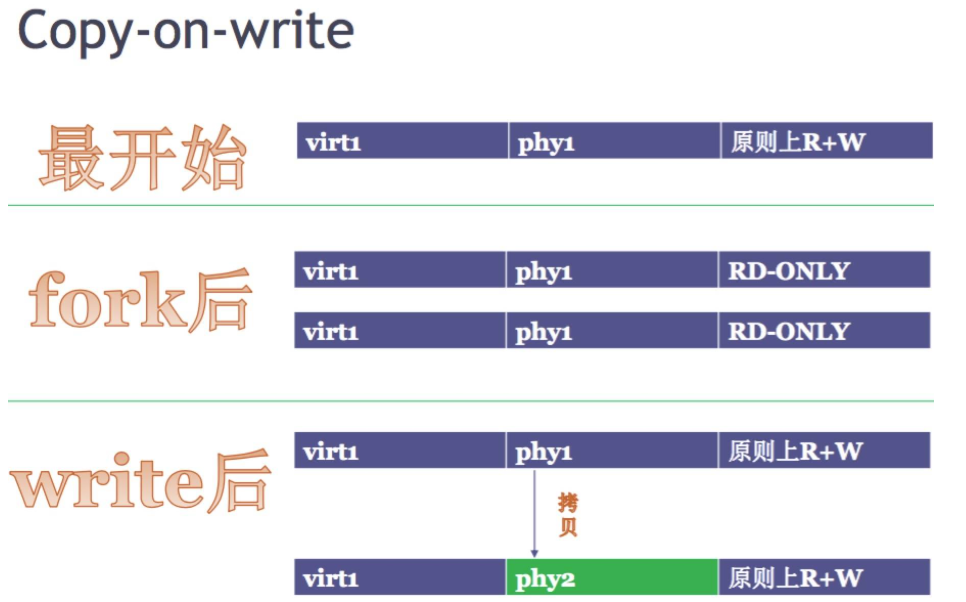 Copy-on-write
最开始 virt1 phy1 原则上R+W
fork后 virt1 phy1 RD-ONLY
virt1 phy1 RD-ONLY
write后 virt1 phy1 原则上R+W
拷
贝
virt1 phy2 原则上R+W